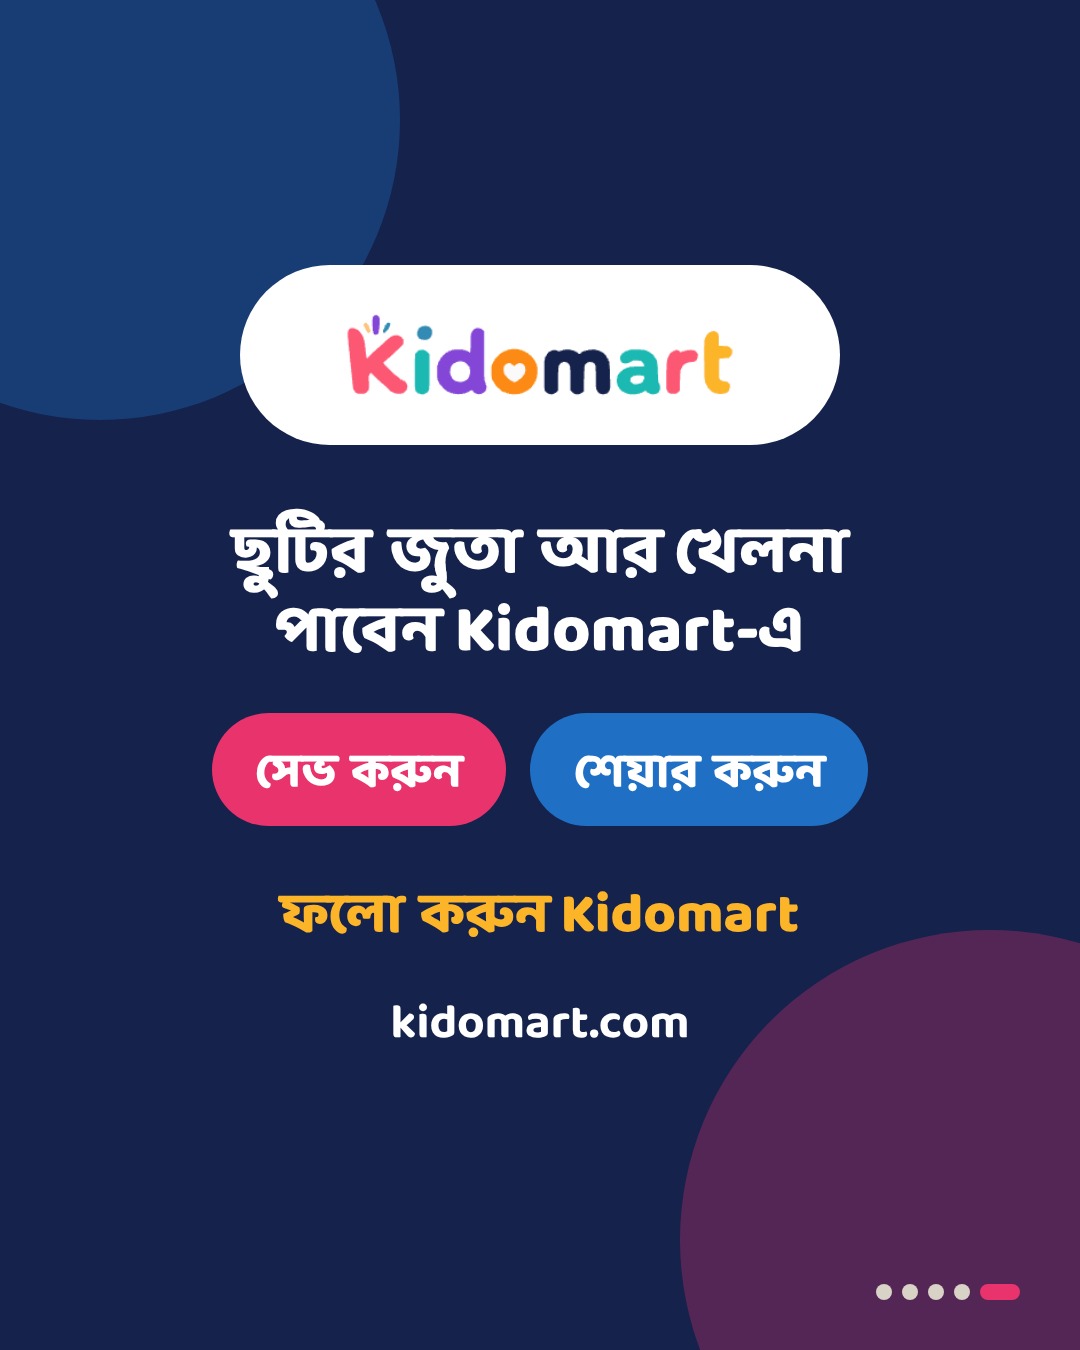 Kidomart
ছুটির জুতা আর খেলনা
পাবেন Kidomart-এ
সেভ করুন
শেয়ার করুন
ফলো করুন Kidomart
kidomart.com